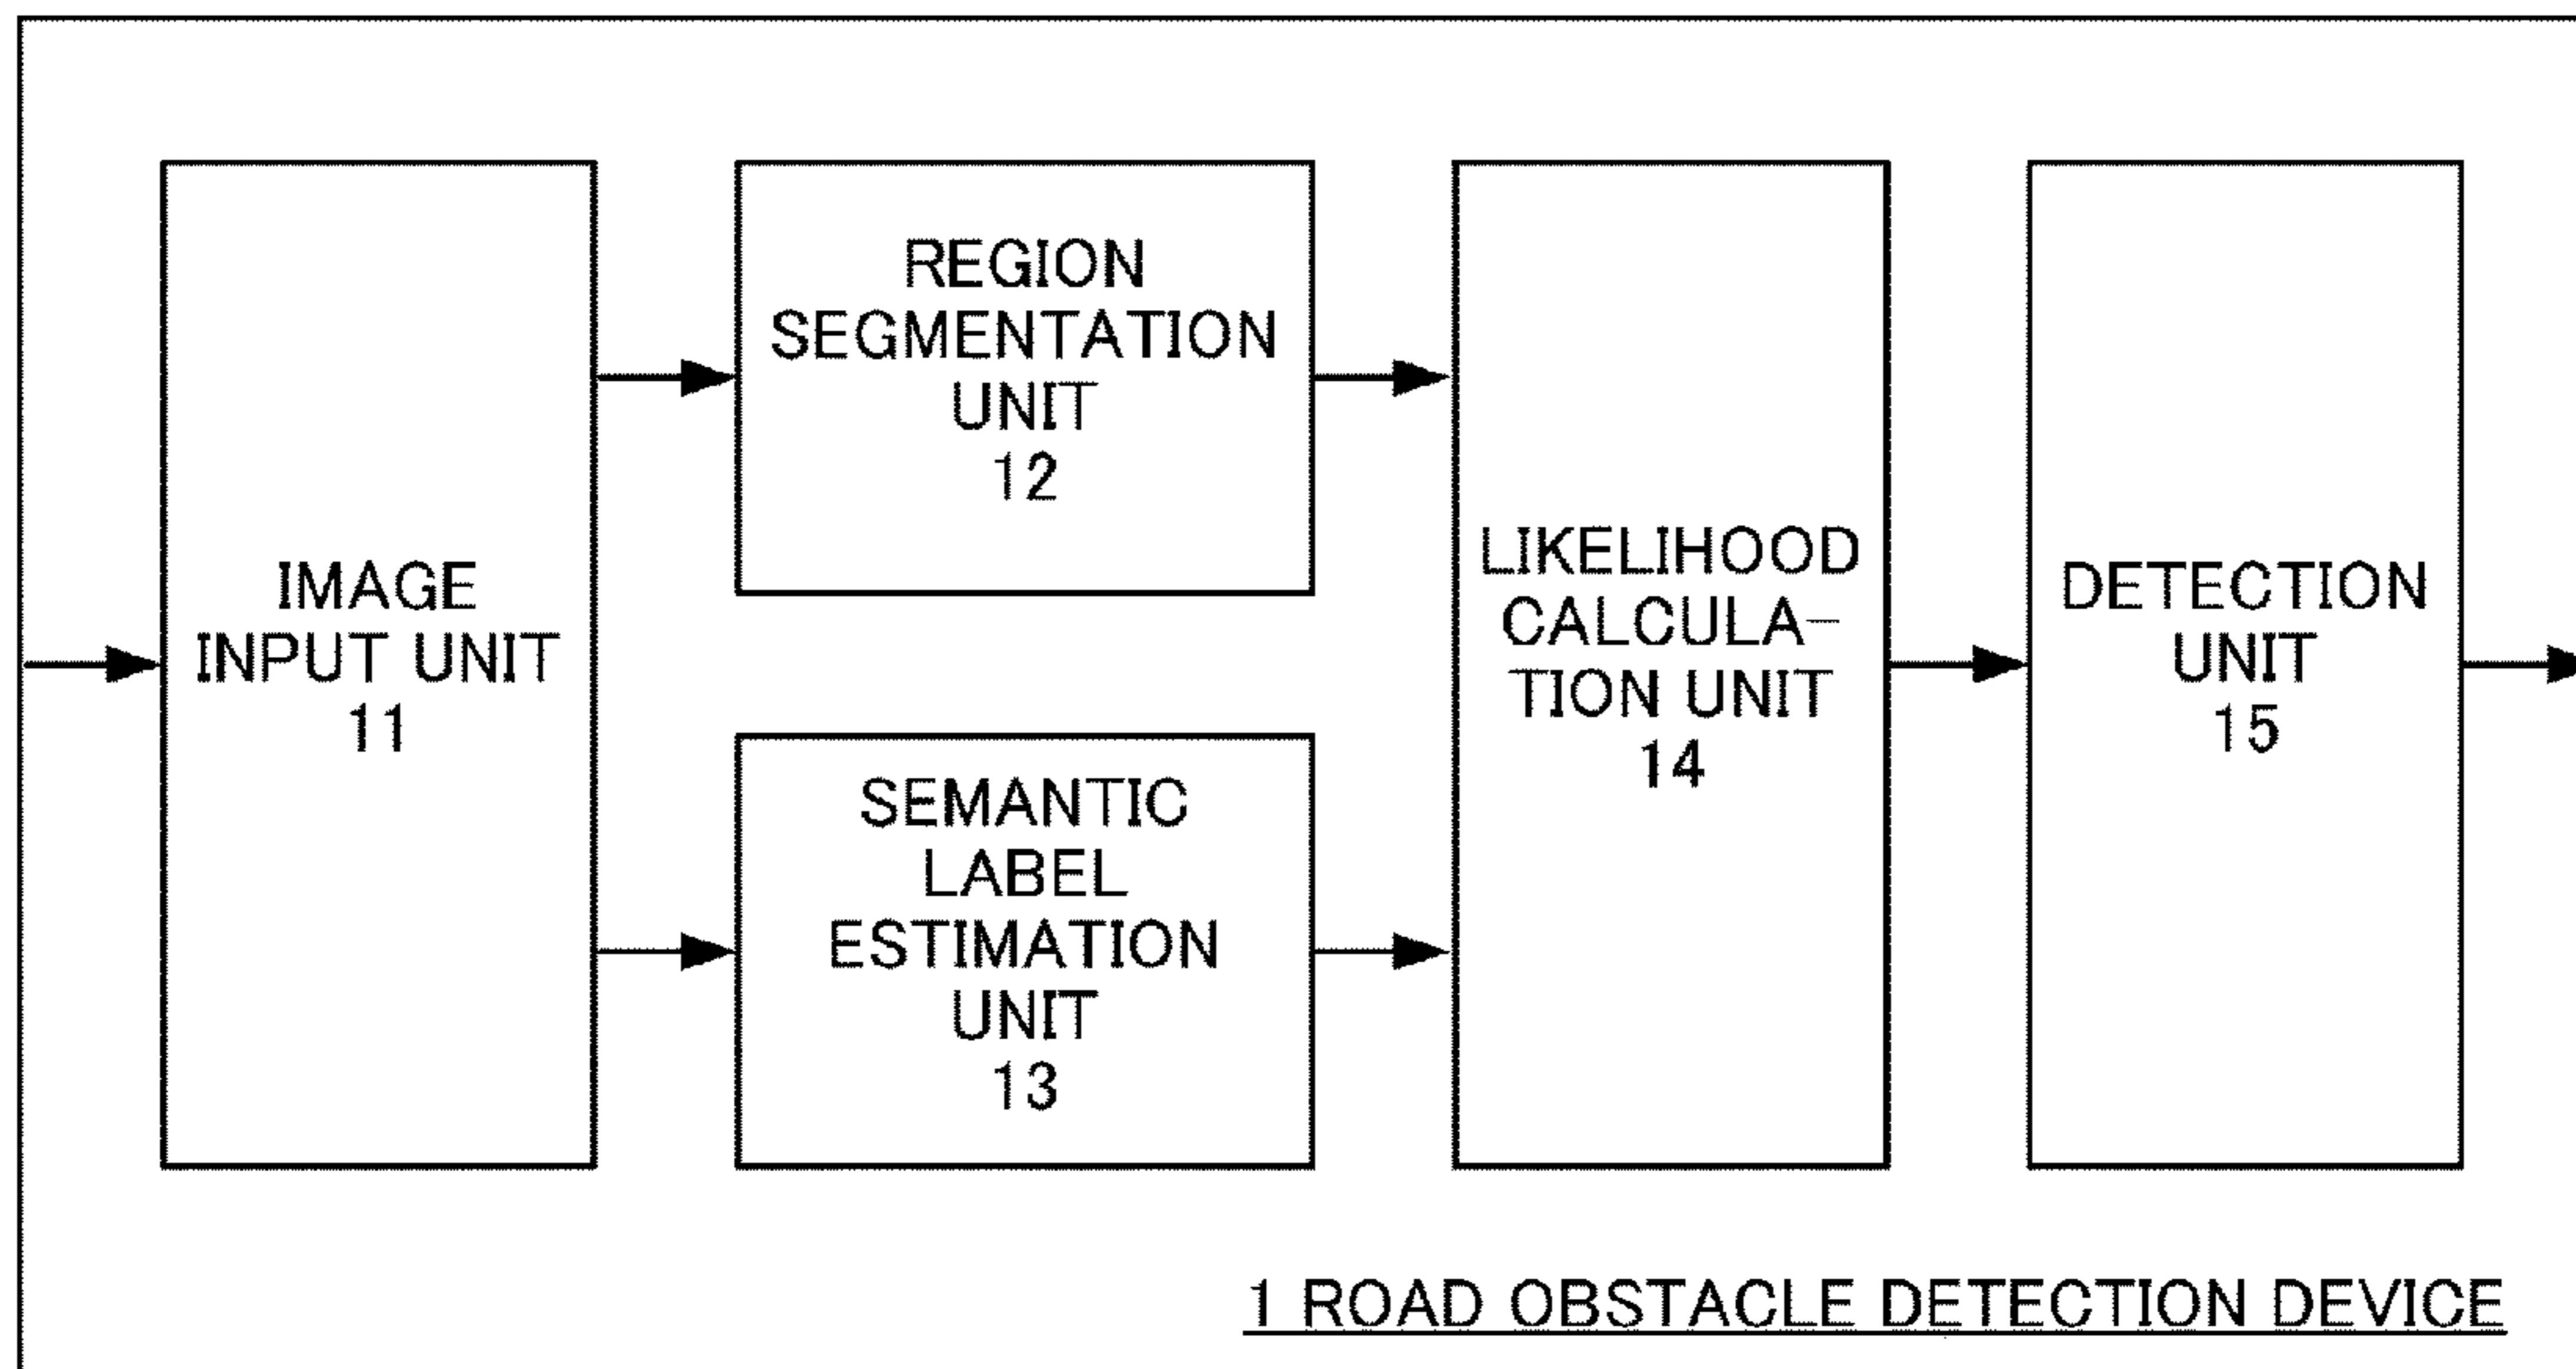 IMAGE
INPUT UNIT
11
REGION
SEGMENTATION
UNIT
12
SEMANTIC
LABEL
ESTIMATION
UNIT
13
LIKELIHOOD
CALCULA-
TION UNIT
14
DETECTION
UNIT
15
1 ROAD OBSTACLE DETECTION DEVICE